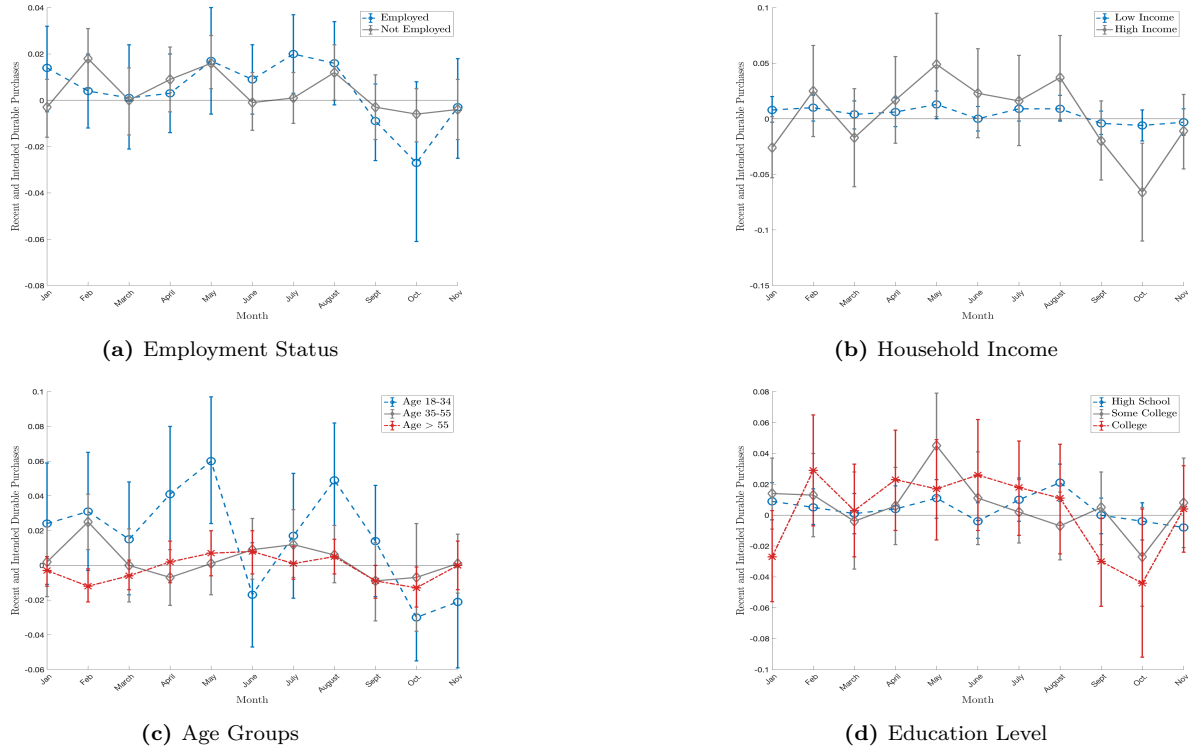 Recent and Intended Durable Purchases
0.04
0.02
0
-0.02
-0.04
-0.06
-0.08
Employed
Not Employed
Jan
Feb
March
April
May
June
July
August
Sept
Oct.
Nov
Month
(a) Employment Status
Recent and Intended Durable Purchases
0.1
0.05
0
-0.05
-0.1
-0.15
Low Income
High Income
Jan
Feb
March
April
May
June
July
August
Sept
Oct.
Nov
Month
(b) Household Income
Recent and Intended Durable Purchases
0.1
0.08
0.06
0.04
0.02
0
-0.02
-0.04
-0.06
Age 18-34
Age 35-55
Age > 55
Jan
Feb
March
April
May
June
July
August
Sept
Oct.
Nov
Month
(c) Age Groups
Recent and Intended Durable Purchases
0.08
0.06
0.04
0.02
0
-0.02
-0.04
-0.06
-0.08
-0.1
High School
Some College
College
Jan
Feb
March
April
May
June
July
August
Sept
Oct.
Nov
Month
(d) Education Level